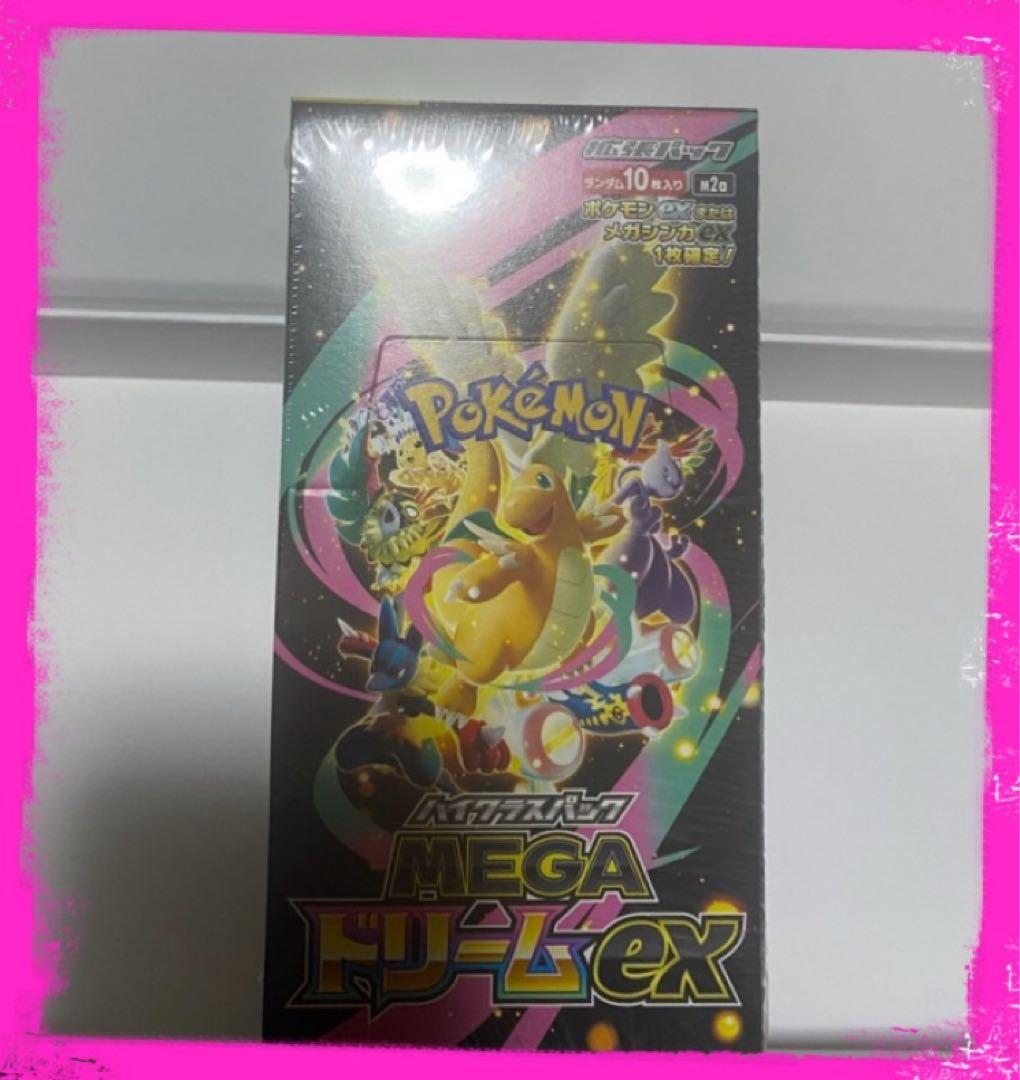 拡張パック
ランダム10枚入り M2a
ポケモンexまたは
メガシンカex
1枚確定!
POKéMON
ハイクラスパック
MEGA
ドリームex